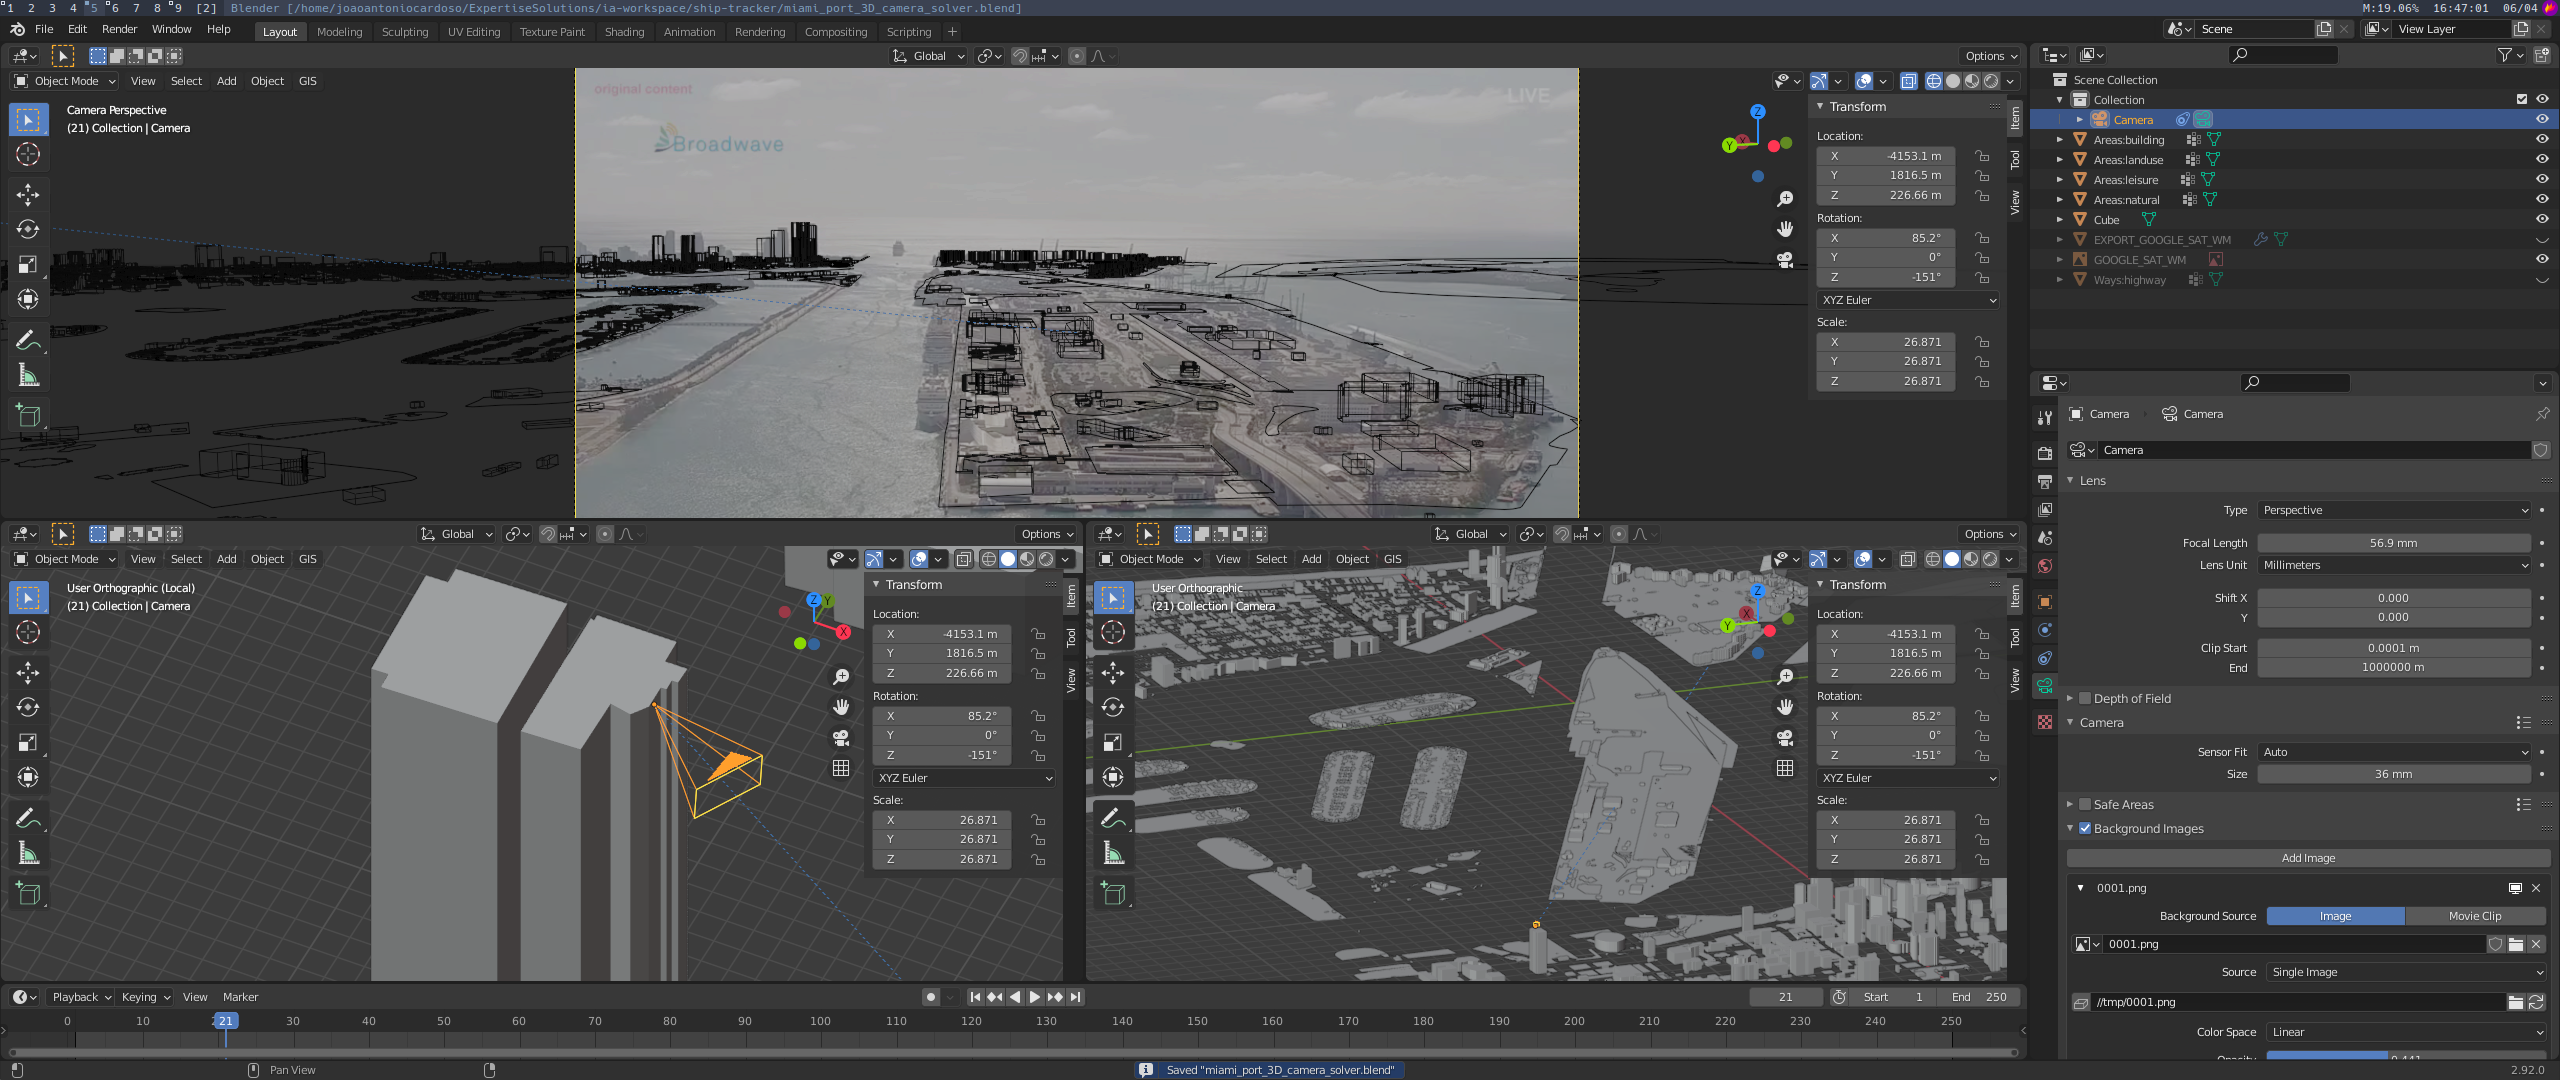 1 2 3 4 5 6 7 8 9 [2] Blender [/home/joaoantoniocardoso/ExpertiseSolutions/ia-workspace/ship-tracker/miami_port_3D_camera_solver.blend] M:19.06% 16:47:01 06/04
File Edit Render Window Help Layout Modeling Sculpting UV Editing Texture Paint Shading Animation Rendering Compositing Scripting + Scene View Layer
Global Options
Object Mode View Select Add Object GIS
Camera Perspective
(21) Collection | Camera
original content
LIVE
Broadwave
Z
Y
Transform
Location:
X -4153.1 m
Y 1816.5 m
Z 226.66 m
Rotation:
X 85.2°
Y 0°
Z -151°
XYZ Euler
Scale:
X 26.871
Y 26.871
Z 26.871
Item
Tool
View
Scene Collection
Collection
Camera
Areas:building
Areas:landuse
Areas:leisure
Areas:natural
Cube
EXPORT_GOOGLE_SAT_WM
GOOGLE_SAT_WM
Ways:highway
Global Options
Object Mode View Select Add Object GIS
User Orthographic (Local)
(21) Collection | Camera
Z Y
X
Transform
Location:
X -4153.1 m
Y 1816.5 m
Z 226.66 m
Rotation:
X 85.2°
Y 0°
Z -151°
XYZ Euler
Scale:
X 26.871
Y 26.871
Z 26.871
Item
Tool
View
Global Options
Object Mode View Select Add Object GIS
User Orthographic
(21) Collection | Camera
Z
X
Y
Transform
Location:
X -4153.1 m
Y 1816.5 m
Z 226.66 m
Rotation:
X 85.2°
Y 0°
Z -151°
XYZ Euler
Scale:
X 26.871
Y 26.871
Z 26.871
Item
Tool
View
Camera Camera
Camera
Lens
Type Perspective
Focal Length 56.9 mm
Lens Unit Millimeters
Shift X 0.000
Y 0.000
Clip Start 0.0001 m
End 1000000 m
Depth of Field
Camera
Sensor Fit Auto
Size 36 mm
Safe Areas
Background Images
Add Image
0001.png
Background Source Image Movie Clip
0001.png
Source Single Image
//tmp/0001.png
Color Space Linear
Opacity 0.441
Playback Keying View Marker 21 Start 1 End 250
0 10 21 30 40 50 60 70 80 90 100 110 120 130 140 150 160 170 180 190 200 210 220 230 240 250
Pan View Saved "miami_port_3D_camera_solver.blend" 2.92.0